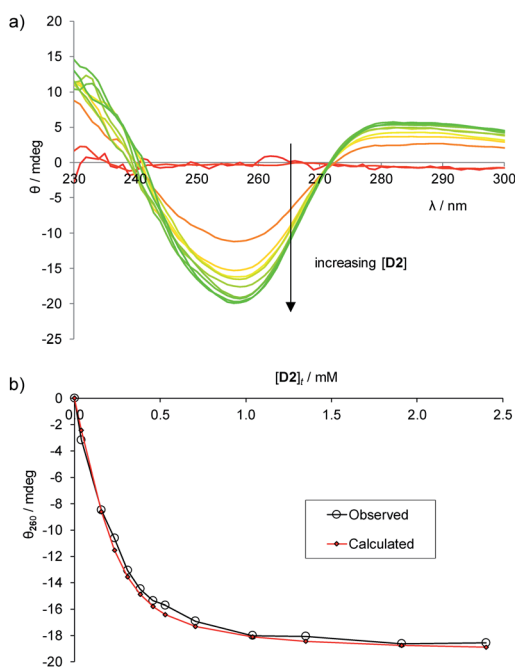 a)
20
15
10
5
0
-5
-10
-15
-20
-25
θ / mdeg
230 240 250 260 270 280 290 300
λ / nm
increasing [D2]
b)
[D2]t / mM
0.0 0.5 1.0 1.5 2.0 2.5
0
-2
-4
-6
-8
-10
-12
-14
-16
-18
-20
θ260 / mdeg
Observed
Calculated